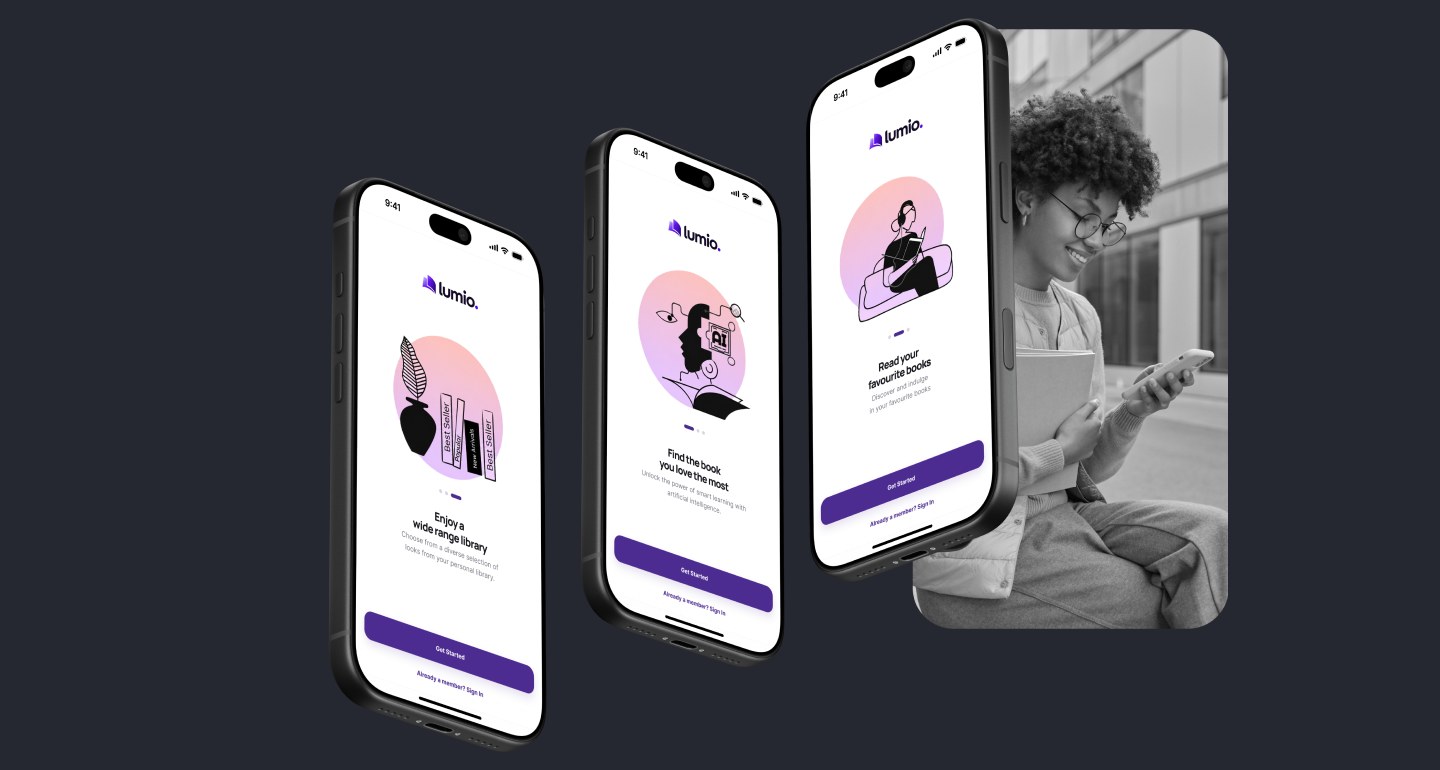 9:41
lumio.
Best Seller
Popular
New Arrivals
Best Seller
Enjoy a
wide range library
Choose from a diverse selection of
looks from your personal library.
Get Started
Already a member? Sign In
9:41
lumio.
AI
Find the book
you love the most
Unlock the power of smart learning with
artificial intelligence.
Get Started
Already a member? Sign In
9:41
lumio.
Read your
favourite books
Discover and indulge
in your favourite books
Get Started
Already a member? Sign In